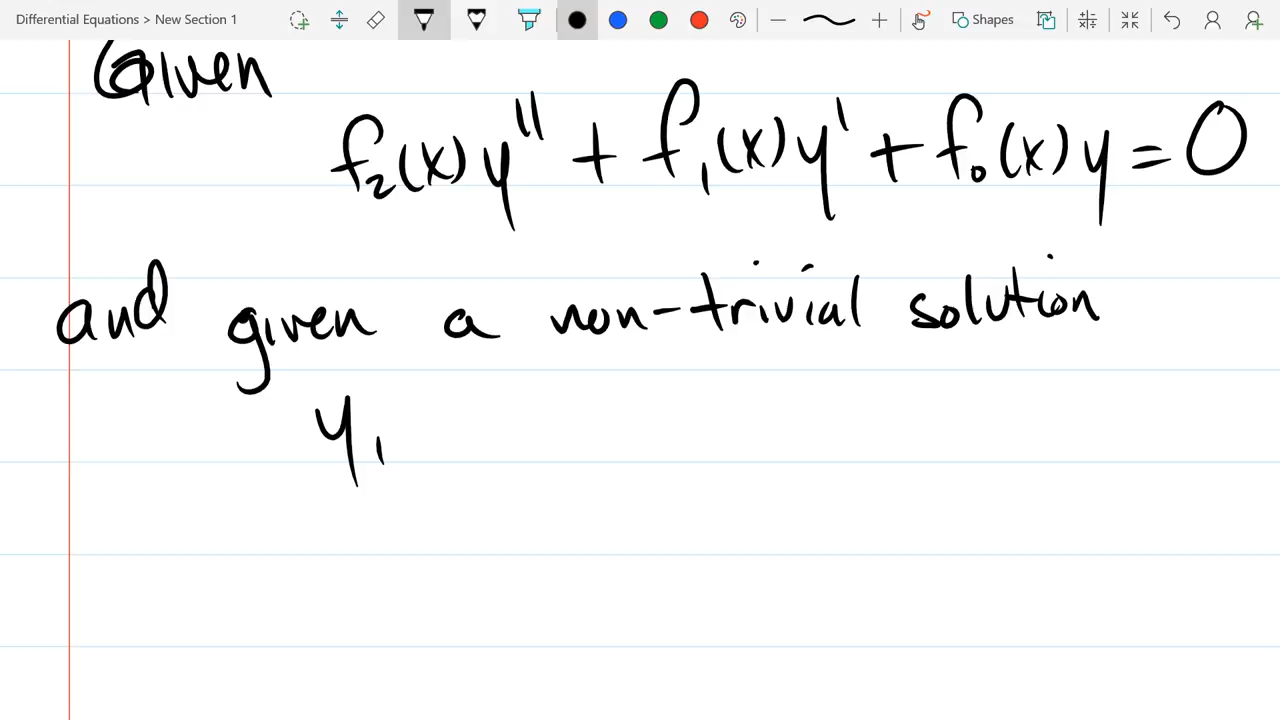 Differential Equations > New Section 1
Shapes
Given
f₂(x)y'' + f₁(x)y' + f₀(x)y = 0
and given a non-trivial solution
y₁